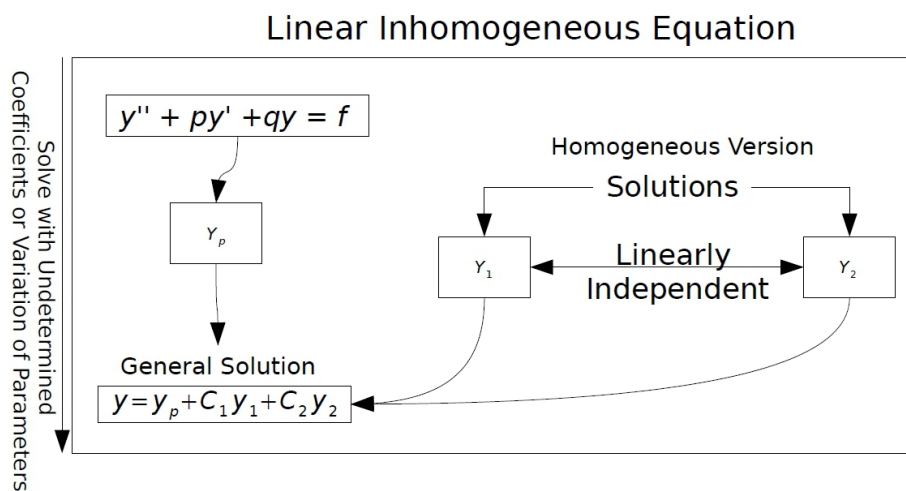 Linear Inhomogeneous Equation
Solve with Undetermined
Coefficients or Variation of Parameters
y'' + py' +qy = f
Homogeneous Version
Solutions
Y_p
Y_1
Linearly
Independent
Y_2
General Solution
y=y_p+C_1y_1+C_2y_2